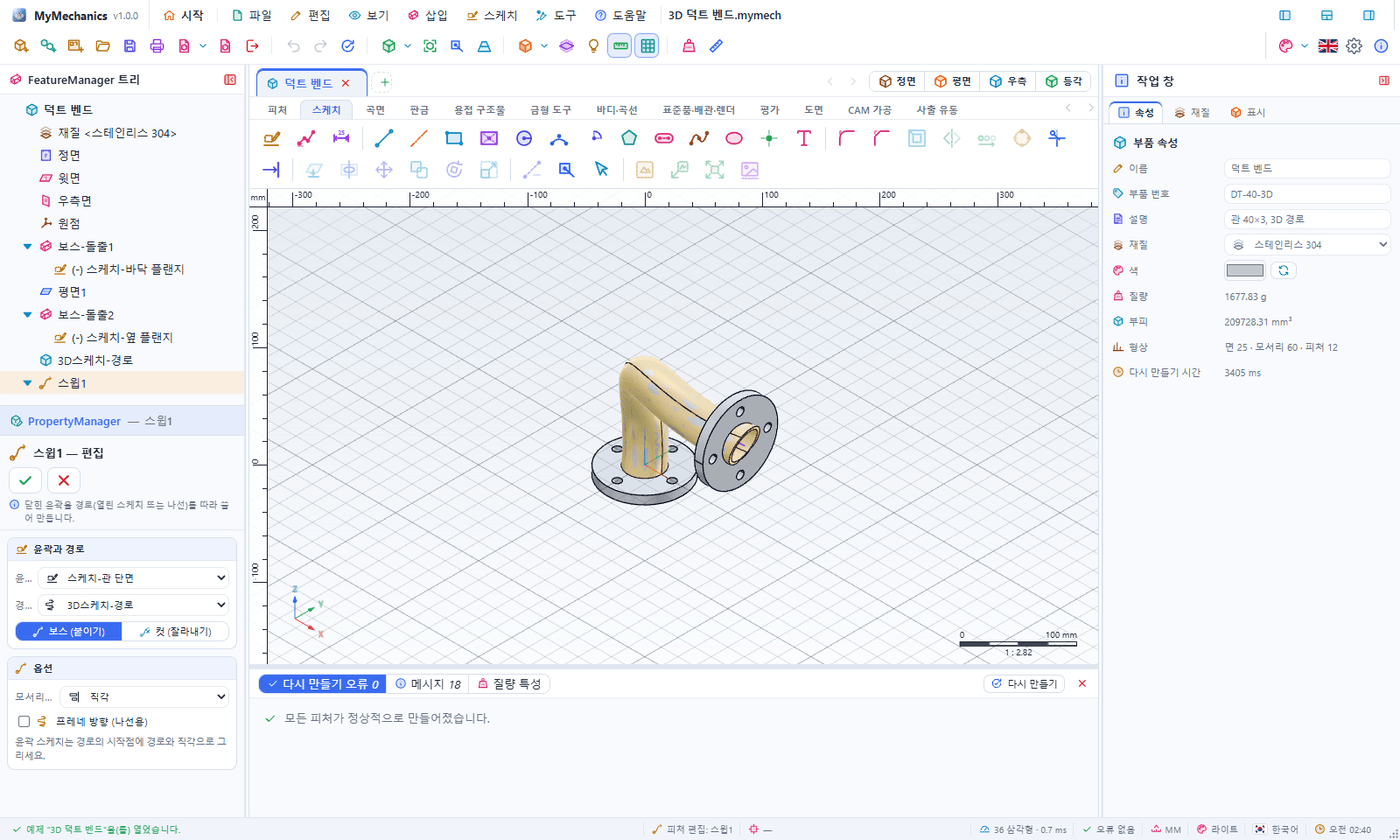 MyMechanics v1.0.0
시작
파일
편집
보기
삽입
스케치
도구
도움말
3D 덕트 벤드.mymech
FeatureManager 트리
덕트 벤드
재질 <스테인리스 304>
정면
윗면
우측면
원점
보스-돌출1
(-) 스케치-바닥 플랜지
평면1
보스-돌출2
(-) 스케치-옆 플랜지
3D스케치-경로
스윕1
PropertyManager — 스윕1
스윕1 — 편집
닫힌 윤곽을 경로(열린 스케치 또는 나선)를 따라 쓸
어 만듭니다.
윤곽과 경로
윤... 스케치-관 단면
경... 3D스케치-경로
보스 (붙이기)
컷 (잘라내기)
옵션
모서리... 직각
프레네 방향 (나선용)
윤곽 스케치는 경로의 시작점에 경로와 직각으로 그
리세요.
덕트 벤드
정면
평면
우측
등각
피처
스케치
곡면
판금
용접 구조물
금형 도구
바디·곡선
표준품·배관·렌더
평가
도면
CAM 가공
사출 유동
25
mm
-300
-200
-100
0
100
200
300
200
100
0
-100
Z
Y
X
0
100 mm
1 : 2.82
다시 만들기 오류 0
메시지 18
질량 특성
다시 만들기
모든 피처가 정상적으로 만들어졌습니다.
작업 창
속성
재질
표시
부품 속성
이름 덕트 벤드
부품 번호 DT-40-3D
설명 관 40×3, 3D 경로
재질 스테인리스 304
색
질량 1677.83 g
부피 209728.31 mm³
형상 면 25 · 모서리 60 · 피처 12
다시 만들기 시간 3405 ms
예제 "3D 덕트 벤드"을(를) 열었습니다.
피처 편집: 스윕1
—
36 삼각형 · 0.7 ms
오류 없음
MM
라이트
한국어
오전 02:40